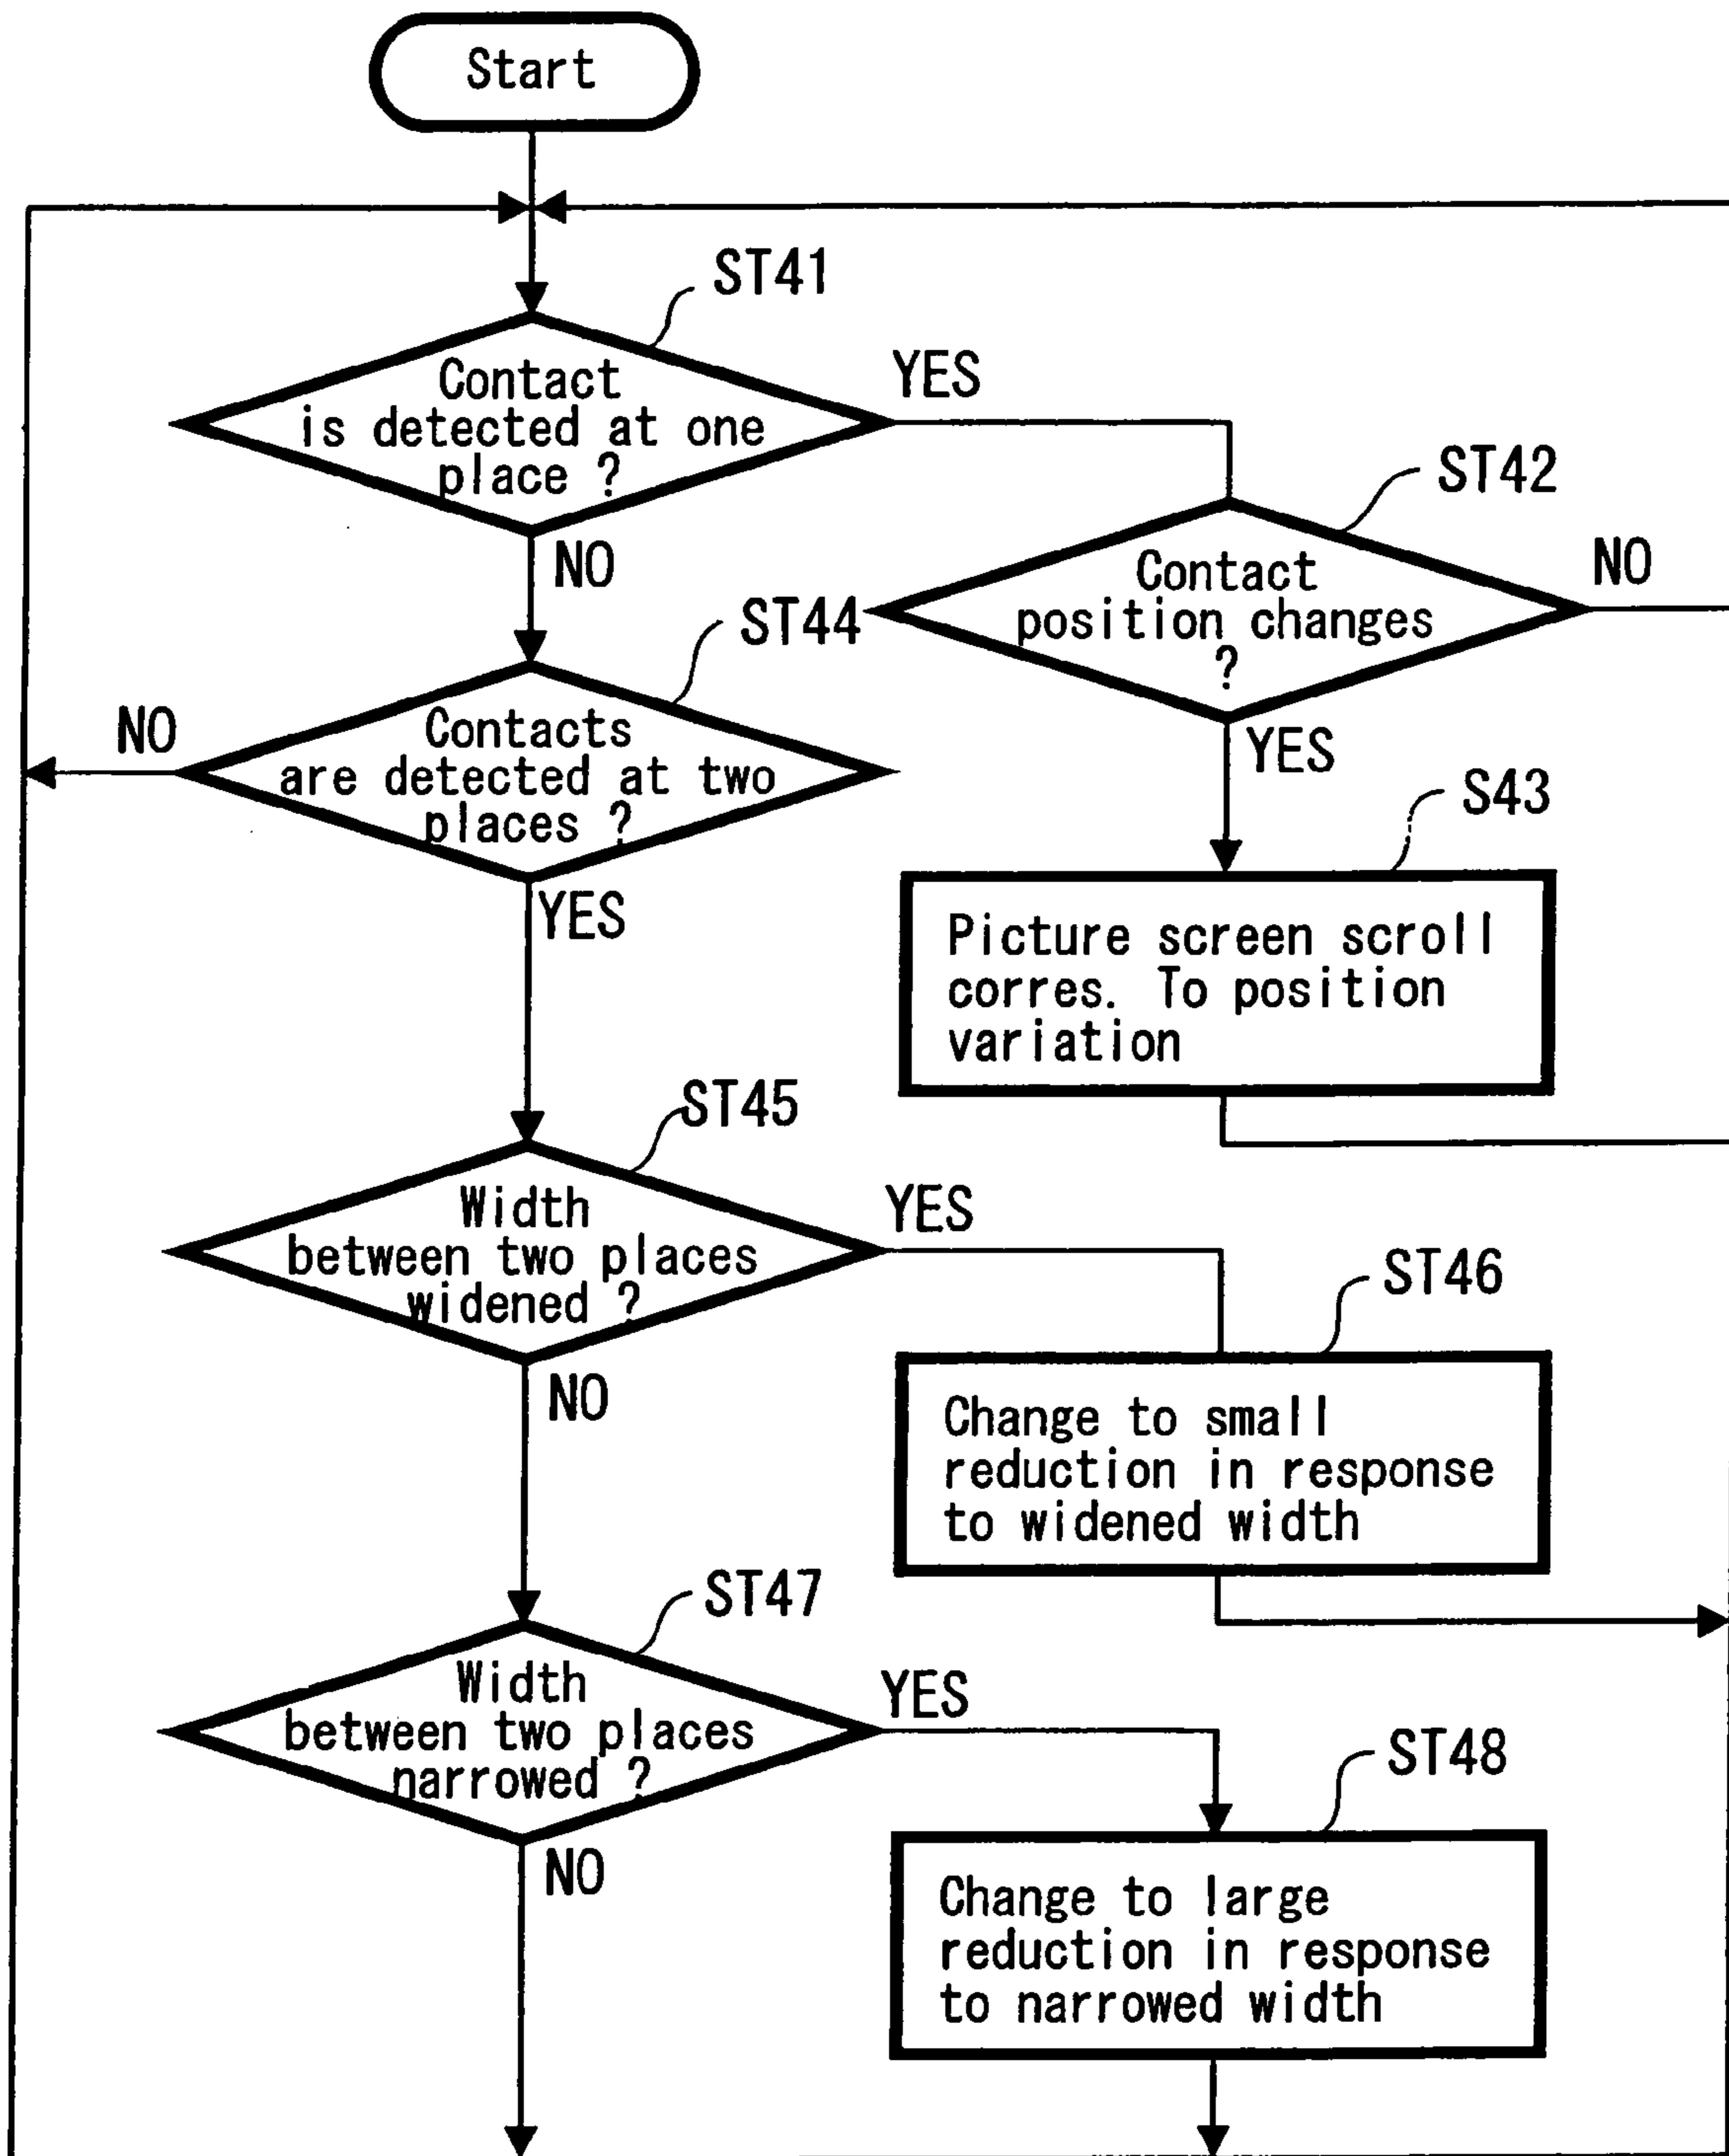 Start
ST41
Contact
is detected at one
place ?
YES
NO
ST42
Contact
position changes
?
NO
YES
ST44
Contacts
are detected at two
places ?
NO
YES
S43
Picture screen scroll
corres. To position
variation
ST45
Width
between two places
widened ?
YES
NO
ST46
Change to small
reduction in response
to widened width
ST47
Width
between two places
narrowed ?
YES
NO
ST48
Change to large
reduction in response
to narrowed width